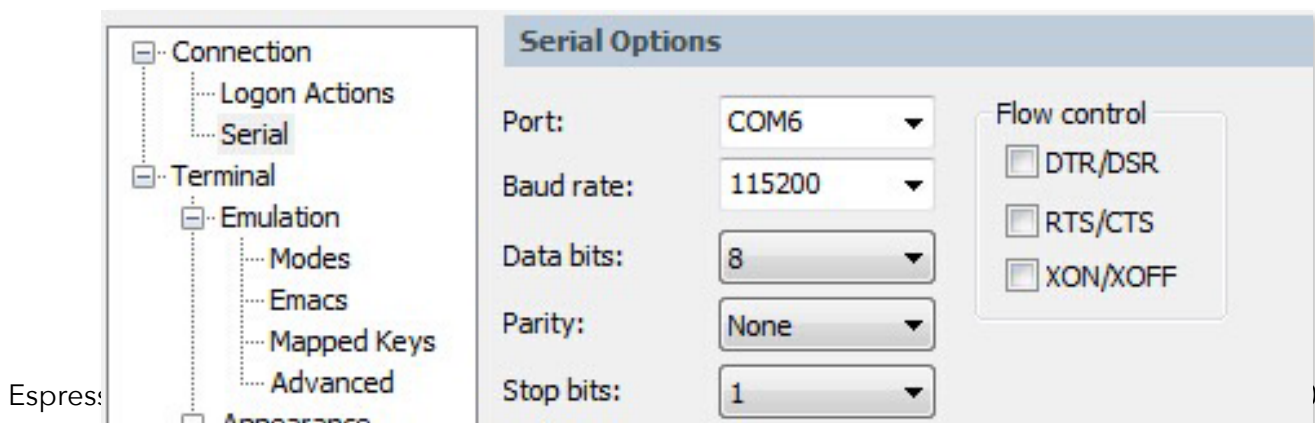 Connection
Logon Actions
Serial
Terminal
Emulation
Modes
Emacs
Mapped Keys
Advanced
Appearance
Serial Options
Port: COM6
Baud rate: 115200
Data bits: 8
Parity: None
Stop bits: 1
Flow control
DTR/DSR
RTS/CTS
XON/XOFF